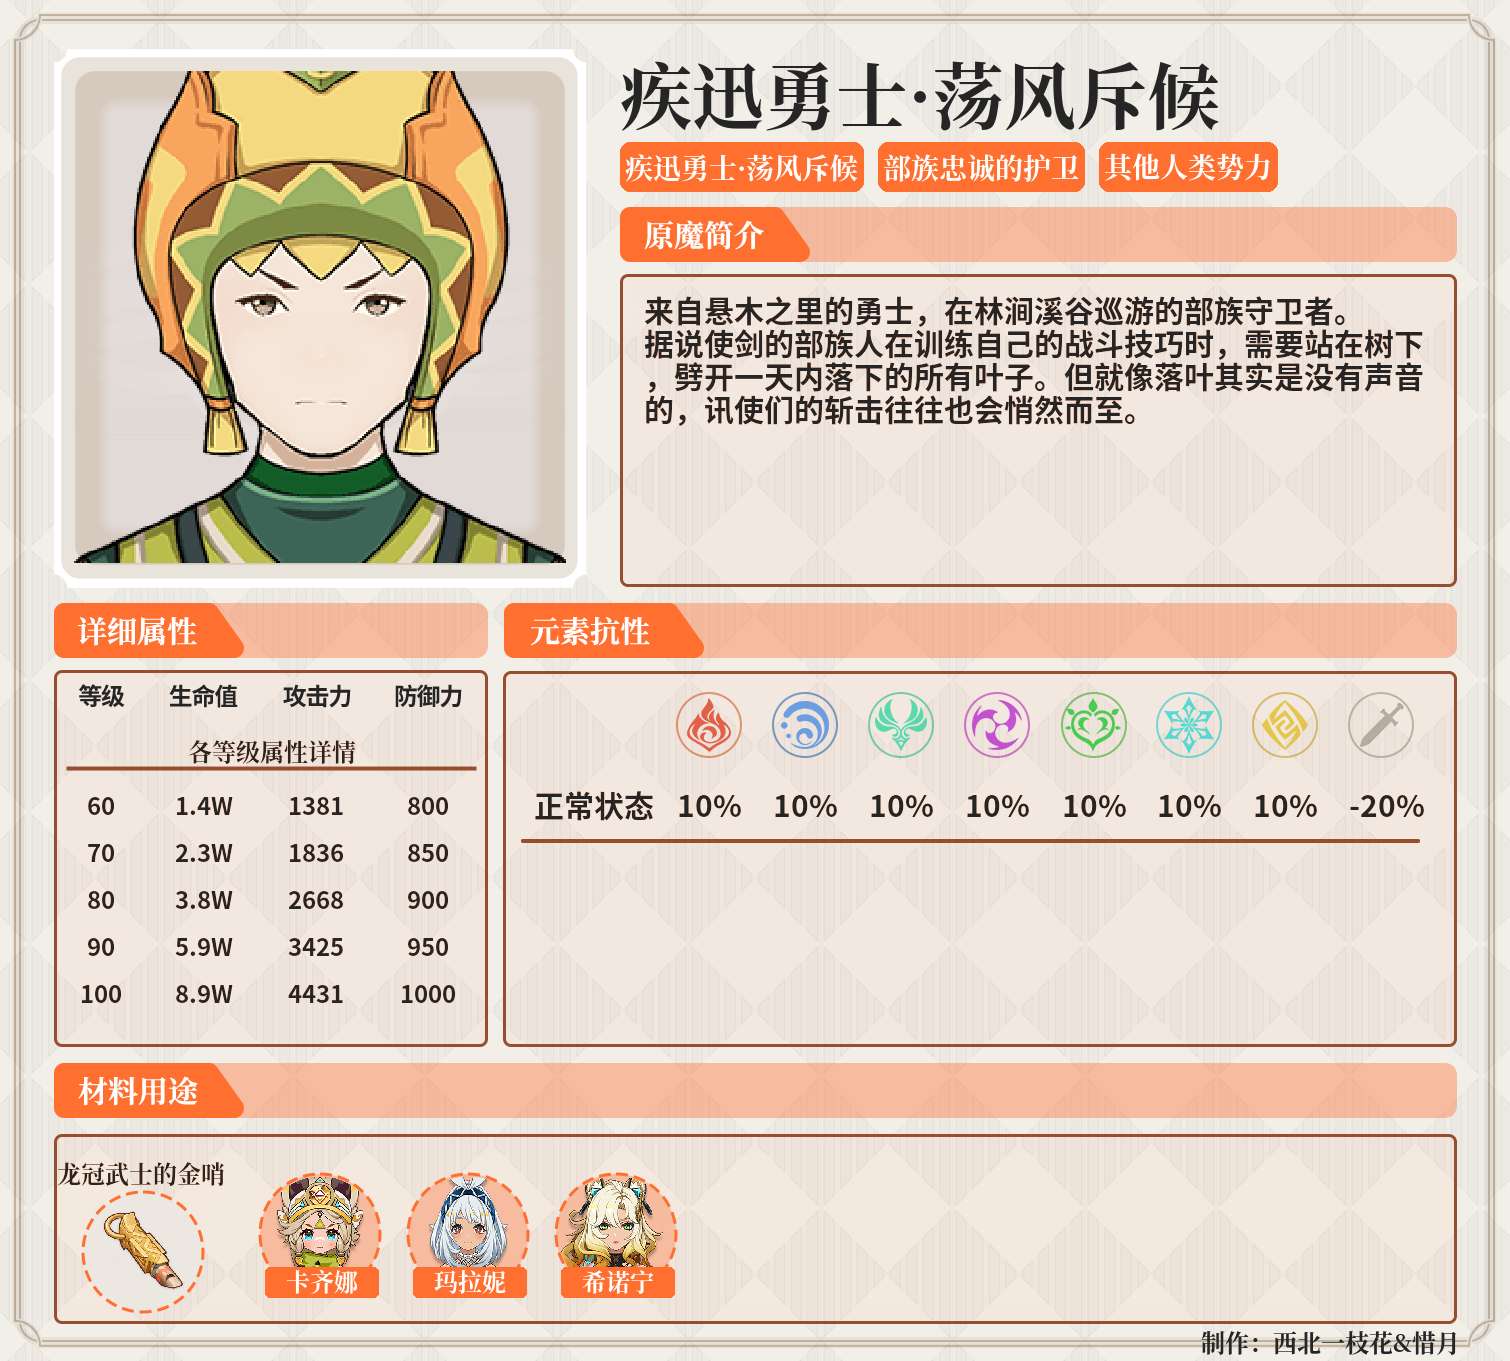 疾迅勇士·荡风斥候
疾迅勇士·荡风斥候 部族忠诚的护卫 其他人类势力
原魔简介
来自悬木之里的勇士，在林涧溪谷巡游的部族守卫者。
据说使剑的部族人在训练自己的战斗技巧时，需要站在树下
，劈开一天内落下的所有叶子。但就像落叶其实是没有声音
的，讯使们的斩击往往也会悄然而至。
详细属性
等级 生命值 攻击力 防御力
各等级属性详情
60 1.4W 1381 800
70 2.3W 1836 850
80 3.8W 2668 900
90 5.9W 3425 950
100 8.9W 4431 1000
元素抗性
正常状态 10% 10% 10% 10% 10% 10% 10% -20%
材料用途
龙冠武士的金哨
卡齐娜 玛拉妮 希诺宁
制作：西北一枝花&惜月